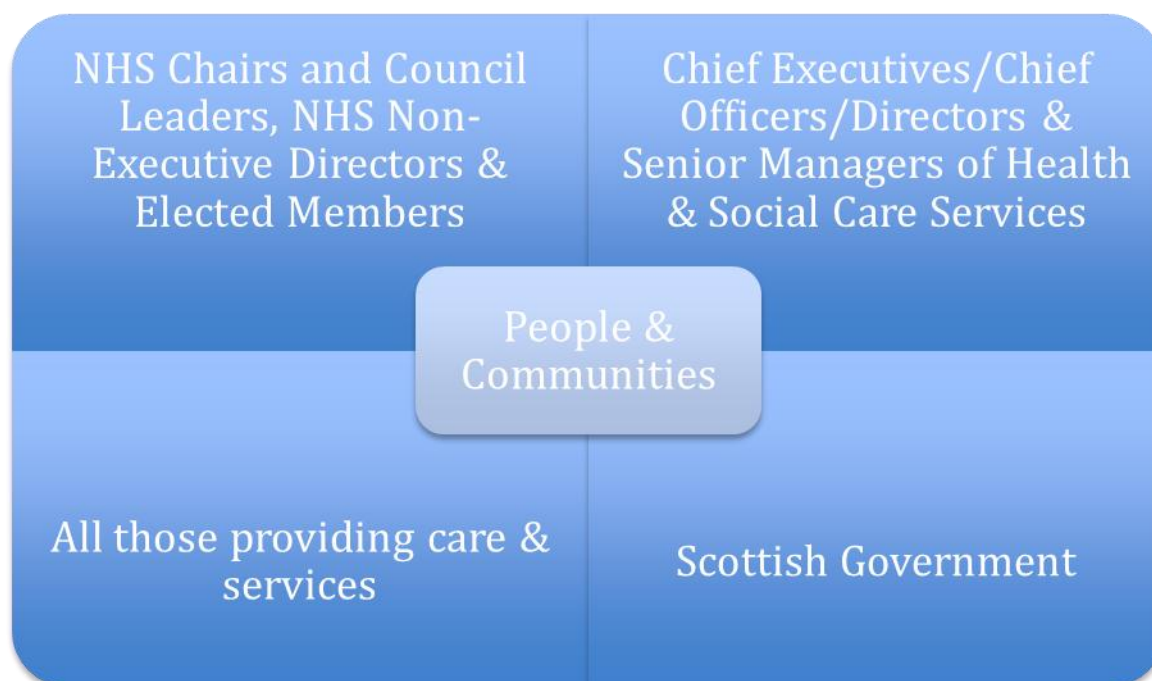 NHS Chairs and Council
Leaders, NHS Non-
Executive Directors &
Elected Members
Chief Executives/Chief
Officers/Directors &
Senior Managers of Health
& Social Care Services
People &
Communities
All those providing care &
services
Scottish Government